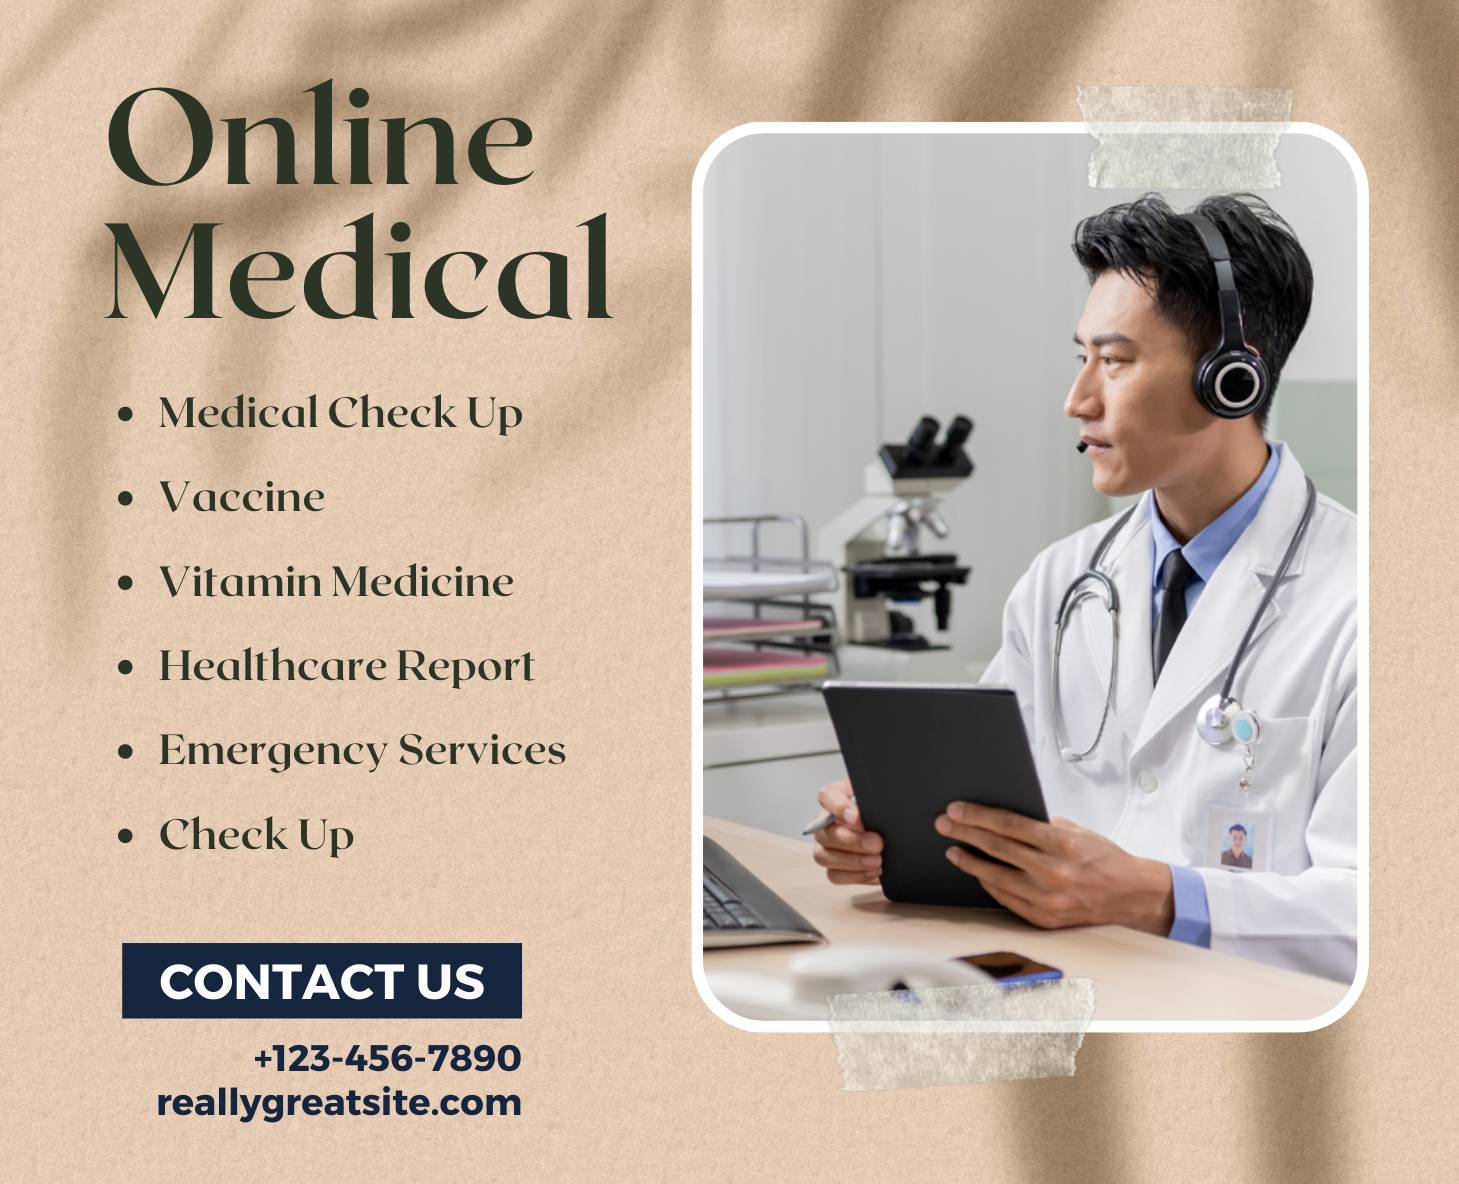 Online
Medical
• Medical Check Up
• Vaccine
• Vitamin Medicine
• Healthcare Report
• Emergency Services
• Check Up
CONTACT US
+123-456-7890
reallygreatsite.com